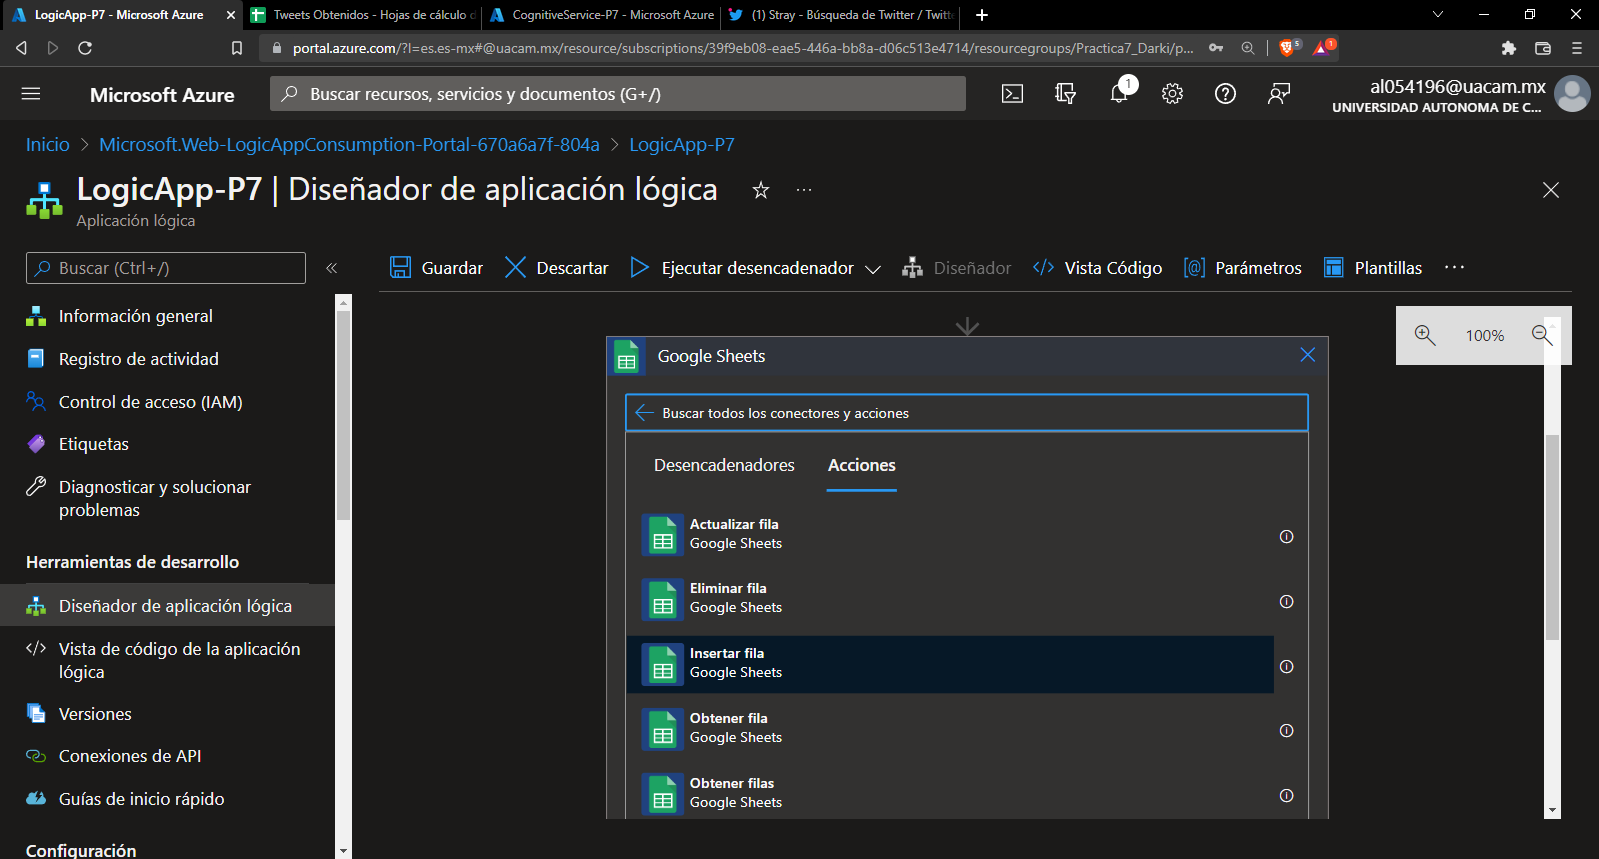 LogicApp-P7 - Microsoft Azure
Tweets Obtenidos - Hojas de cálculo d
CognitiveService-P7 - Microsoft Azure
(1) Stray - Búsqueda de Twitter / Twitte
portal.azure.com/?l=es.es-mx#@uacam.mx/resource/subscriptions/39f9eb08-eae5-446a-bb8a-d06c513e4714/resourcegroups/Practica7_Darki/p...
5
1
Microsoft Azure
Buscar recursos, servicios y documentos (G+/)
1
al054196@uacam.mx
UNIVERSIDAD AUTONOMA DE C...
Inicio > Microsoft.Web-LogicAppConsumption-Portal-670a6a7f-804a > LogicApp-P7
LogicApp-P7 | Diseñador de aplicación lógica
Aplicación lógica
Buscar (Ctrl+/)
Guardar
Descartar
Ejecutar desencadenador
Diseñador
Vista Código
Parámetros
Plantillas
Información general
Registro de actividad
Control de acceso (IAM)
Etiquetas
Diagnosticar y solucionar
problemas
Herramientas de desarrollo
Diseñador de aplicación lógica
Vista de código de la aplicación
lógica
Versiones
Conexiones de API
Guías de inicio rápido
Configuración
100%
Google Sheets
Buscar todos los conectores y acciones
Desencadenadores
Acciones
Actualizar fila
Google Sheets
Eliminar fila
Google Sheets
Insertar fila
Google Sheets
Obtener fila
Google Sheets
Obtener filas
Google Sheets